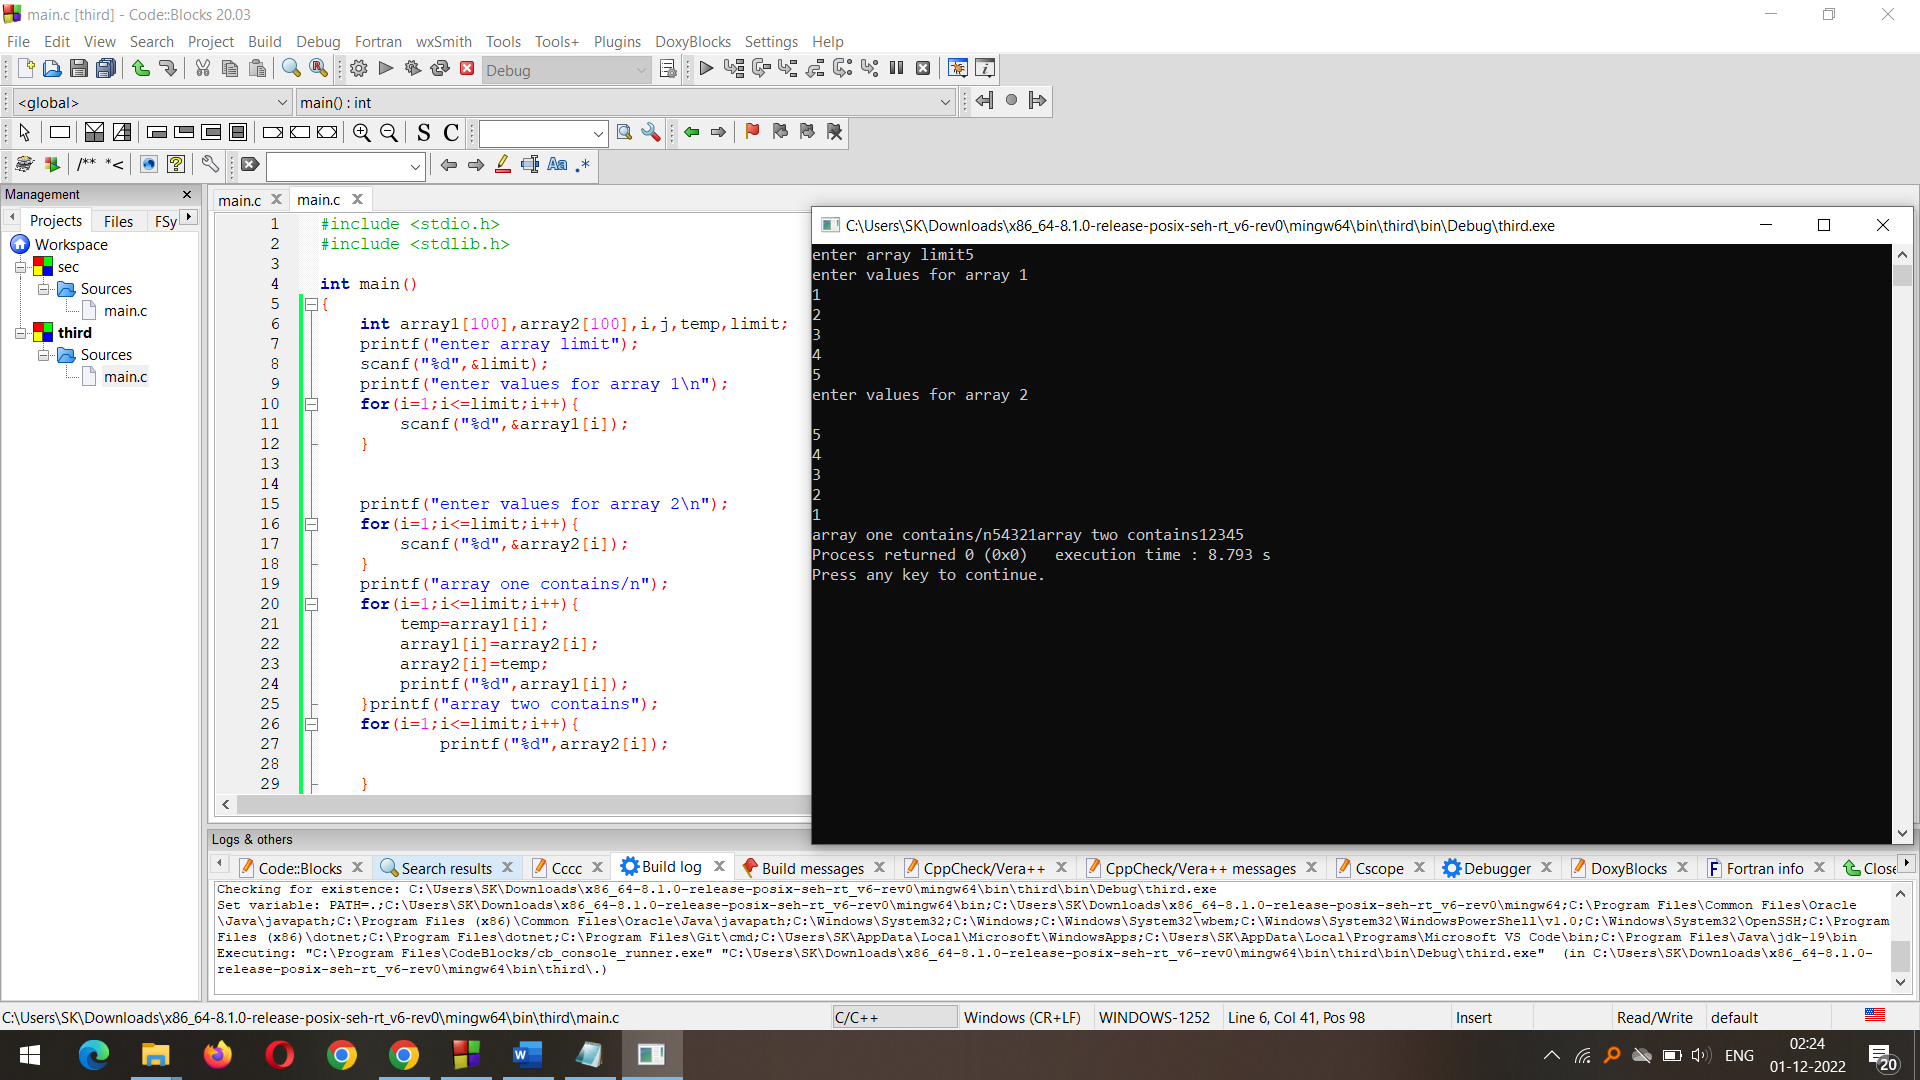 main.c [third] - Code::Blocks 20.03
File Edit View Search Project Build Debug Fortran wxSmith Tools Tools+ Plugins DoxyBlocks Settings Help
Debug
<global> main() : int
S C
/** *<
Aa .*
Management
Projects Files FSy
Workspace
sec
Sources
main.c
third
Sources
main.c
main.c main.c
1 #include <stdio.h>
2 #include <stdlib.h>
3
4 int main()
5 {
6 int array1[100],array2[100],i,j,temp,limit;
7 printf("enter array limit");
8 scanf("%d",&limit);
9 printf("enter values for array 1\n");
10 for(i=1;i<=limit;i++){
11 scanf("%d",&array1[i]);
12 }
13
14
15 printf("enter values for array 2\n");
16 for(i=1;i<=limit;i++){
17 scanf("%d",&array2[i]);
18 }
19 printf("array one contains/n");
20 for(i=1;i<=limit;i++){
21 temp=array1[i];
22 array1[i]=array2[i];
23 array2[i]=temp;
24 printf("%d",array1[i]);
25 }printf("array two contains");
26 for(i=1;i<=limit;i++){
27 printf("%d",array2[i]);
28
29 }
C:\Users\SK\Downloads\x86_64-8.1.0-release-posix-seh-rt_v6-rev0\mingw64\bin\third\bin\Debug\third.exe
enter array limit5
enter values for array 1
1
2
3
4
5
enter values for array 2
5
4
3
2
1
array one contains/n54321array two contains12345
Process returned 0 (0x0) execution time : 8.793 s
Press any key to continue.
Logs & others
Code::Blocks Search results Cccc Build log Build messages CppCheck/Vera++ CppCheck/Vera++ messages Cscope Debugger DoxyBlocks Fortran info Close
Checking for existence: C:\Users\SK\Downloads\x86_64-8.1.0-release-posix-seh-rt_v6-rev0\mingw64\bin\third\bin\Debug\third.exe
Set variable: PATH=.;C:\Users\SK\Downloads\x86_64-8.1.0-release-posix-seh-rt_v6-rev0\mingw64\bin;C:\Users\SK\Downloads\x86_64-8.1.0-release-posix-seh-rt_v6-rev0\mingw64;C:\Program Files\Common Files\Oracle
\Java\javapath;C:\Program Files (x86)\Common Files\Oracle\Java\javapath;C:\Windows\System32;C:\Windows;C:\Windows\System32\wbem;C:\Windows\System32\WindowsPowerShell\v1.0;C:\Windows\System32\OpenSSH;C:\Program
Files (x86)\dotnet;C:\Program Files\dotnet;C:\Program Files\Git\cmd;C:\Users\SK\AppData\Local\Microsoft\WindowsApps;C:\Users\SK\AppData\Local\Programs\Microsoft VS Code\bin;C:\Program Files\Java\jdk-19\bin
Executing: "C:\Program Files\CodeBlocks/cb_console_runner.exe" "C:\Users\SK\Downloads\x86_64-8.1.0-release-posix-seh-rt_v6-rev0\mingw64\bin\third\bin\Debug\third.exe" (in C:\Users\SK\Downloads\x86_64-8.1.0-
release-posix-seh-rt_v6-rev0\mingw64\bin\third\.)
C:\Users\SK\Downloads\x86_64-8.1.0-release-posix-seh-rt_v6-rev0\mingw64\bin\third\main.c C/C++ Windows (CR+LF) WINDOWS-1252 Line 6, Col 41, Pos 98 Insert Read/Write default
ENG 02:24
01-12-2022 20